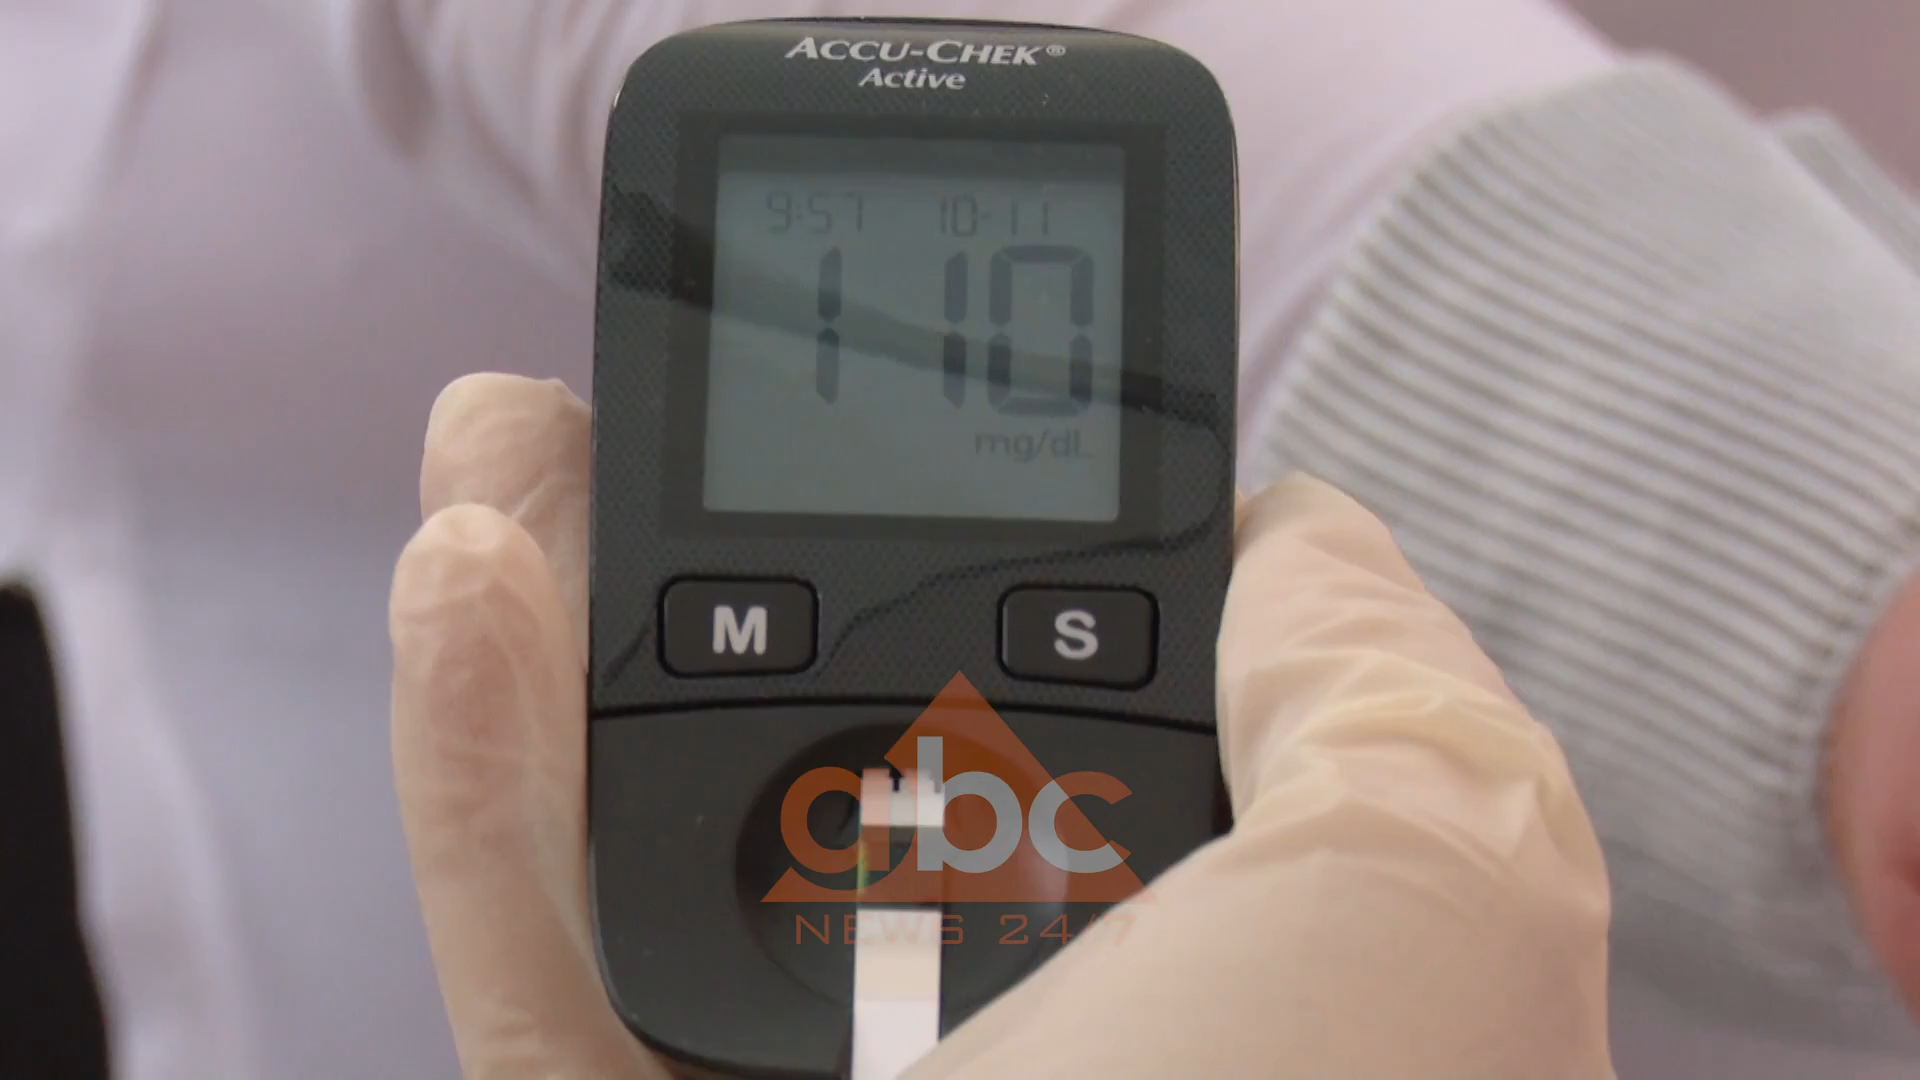 ACCU-CHEK®
Active
9:57 10-11
110
mg/dL
M S
abc
NEWS 24/7